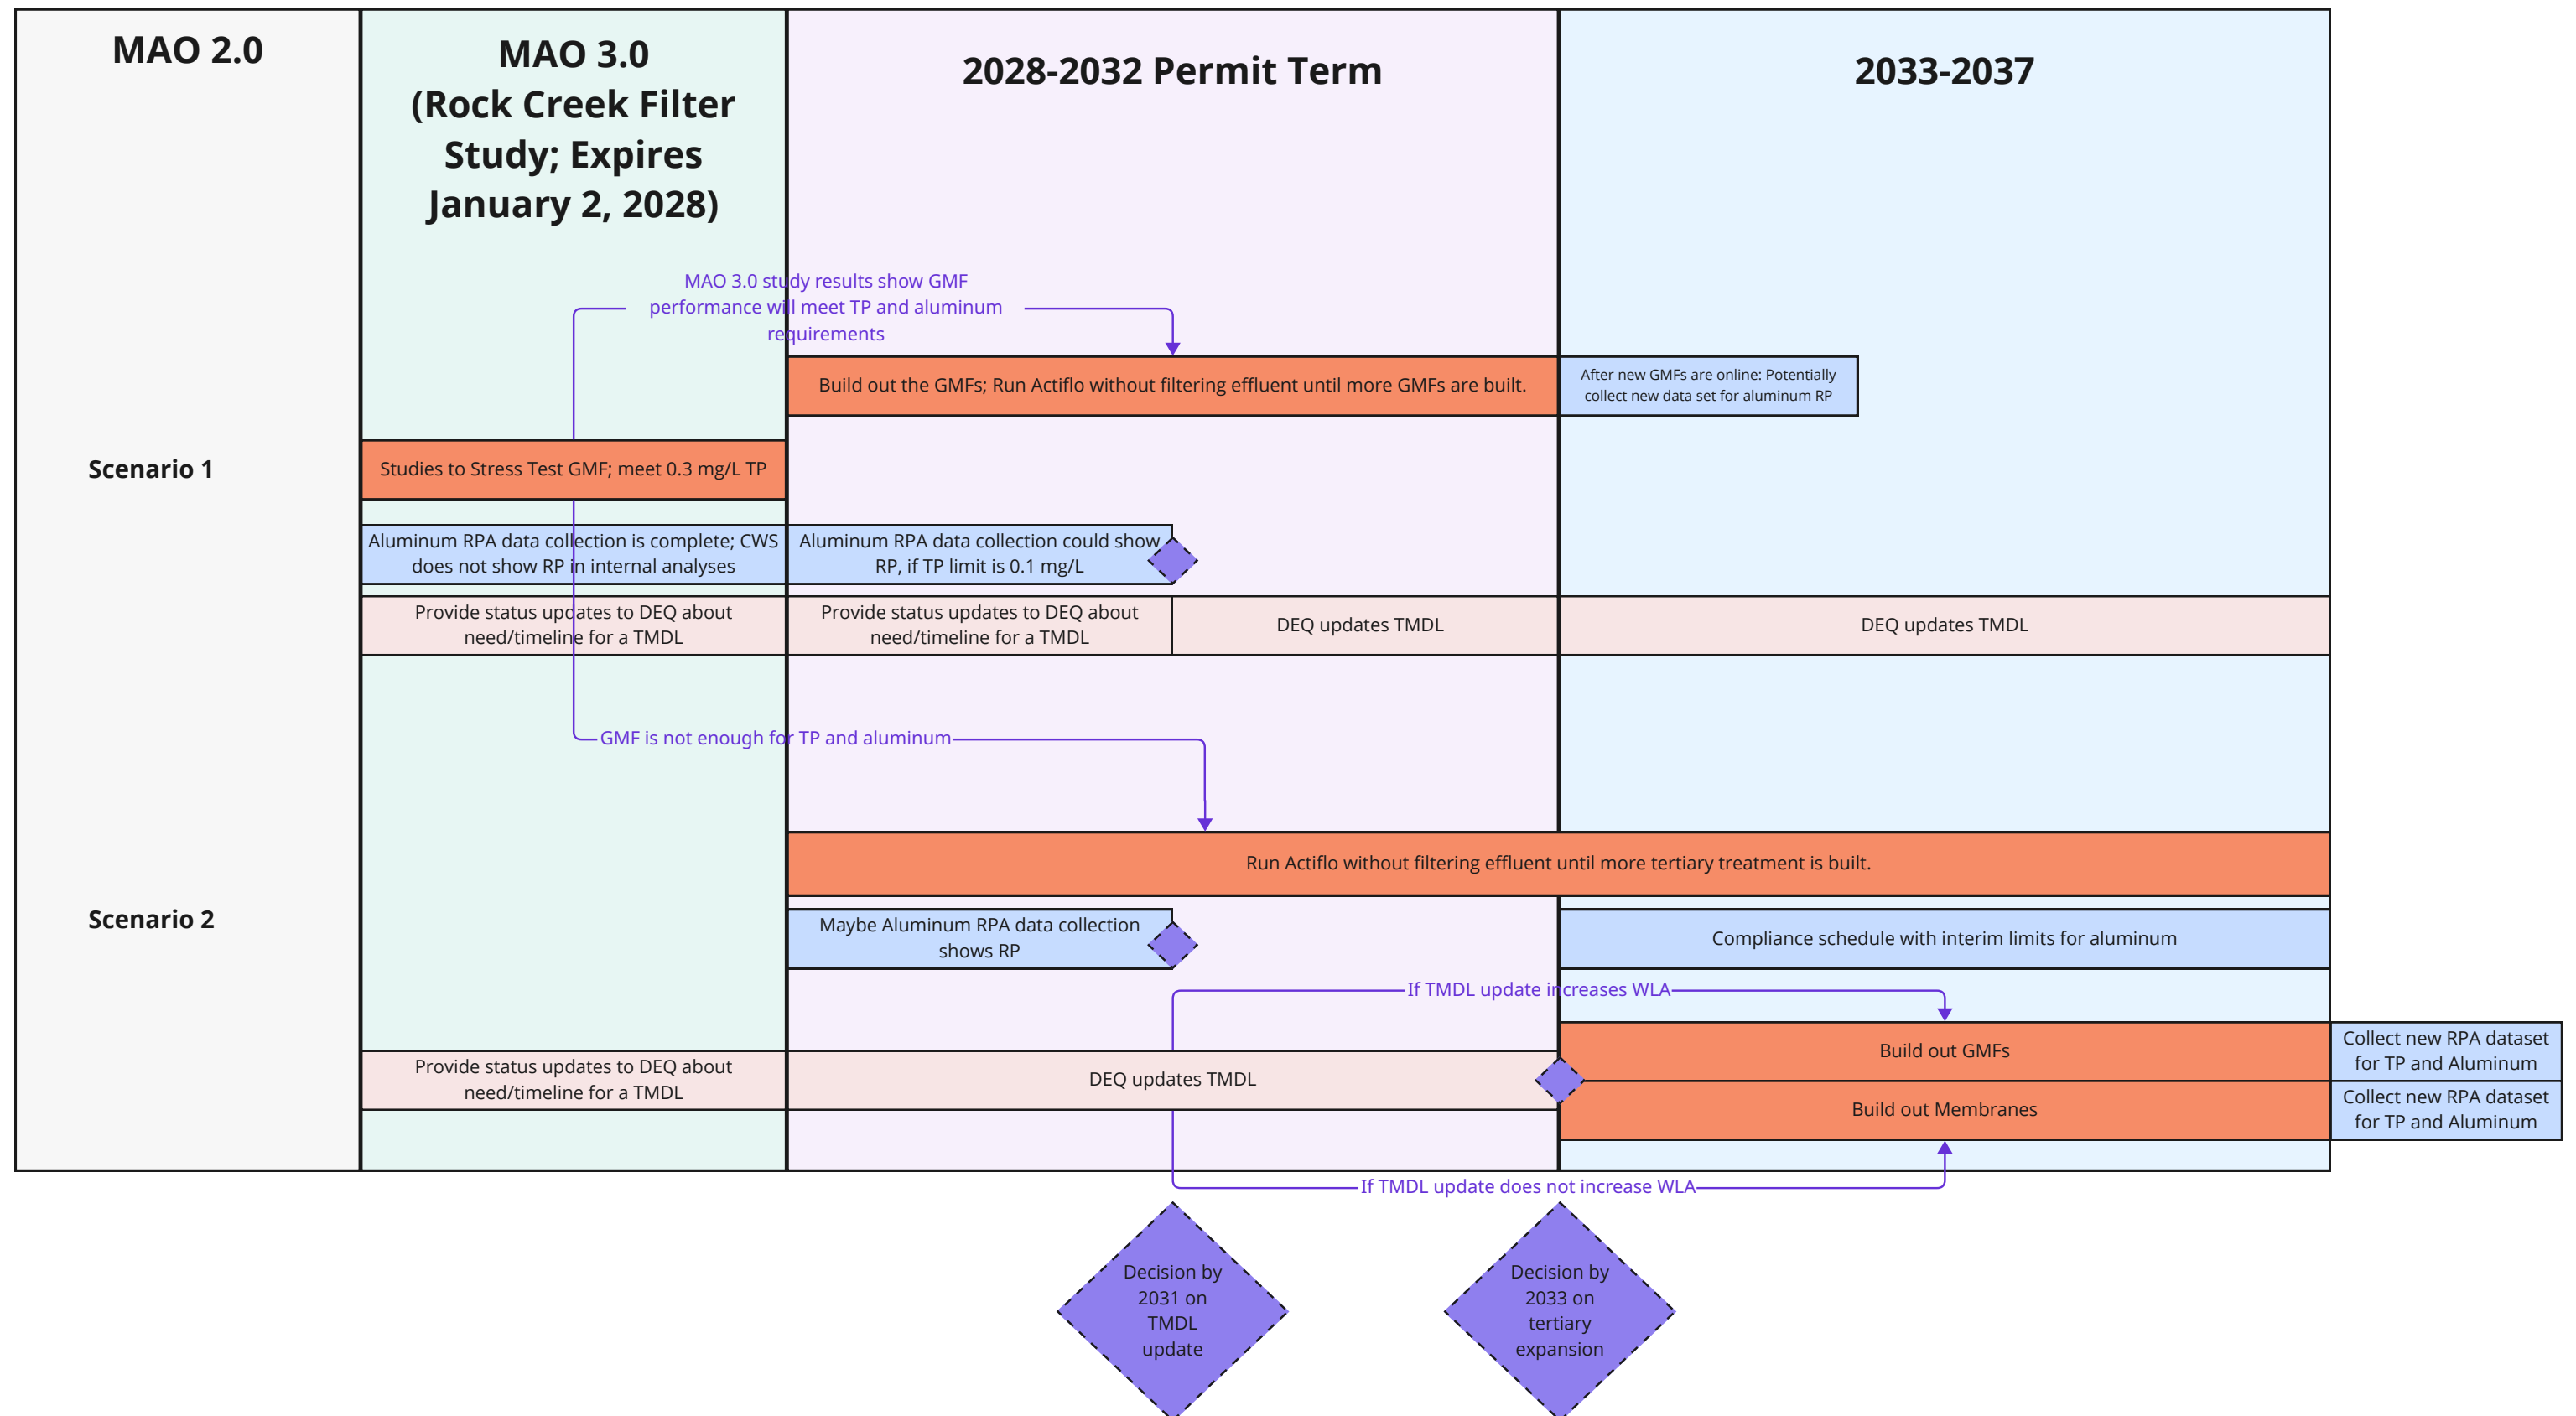 MAO 2.0
MAO 3.0
(Rock Creek Filter
Study; Expires
January 2, 2028)
2028-2032 Permit Term
2033-2037
MAO 3.0 study results show GMF
performance will meet TP and aluminum
requirements
Build out the GMFs; Run Actiflo without filtering effluent until more GMFs are built.
After new GMFs are online: Potentially
collect new data set for aluminum RP
Scenario 1
Studies to Stress Test GMF; meet 0.3 mg/L TP
Aluminum RPA data collection is complete; CWS
does not show RP in internal analyses
Aluminum RPA data collection could show
RP, if TP limit is 0.1 mg/L
Provide status updates to DEQ about
need/timeline for a TMDL
Provide status updates to DEQ about
need/timeline for a TMDL
DEQ updates TMDL
DEQ updates TMDL
GMF is not enough for TP and aluminum
Run Actiflo without filtering effluent until more tertiary treatment is built.
Scenario 2
Maybe Aluminum RPA data collection
shows RP
Compliance schedule with interim limits for aluminum
If TMDL update increases WLA
Provide status updates to DEQ about
need/timeline for a TMDL
DEQ updates TMDL
Build out GMFs
Collect new RPA dataset
for TP and Aluminum
Build out Membranes
Collect new RPA dataset
for TP and Aluminum
If TMDL update does not increase WLA
Decision by
2031 on
TMDL
update
Decision by
2033 on
tertiary
expansion